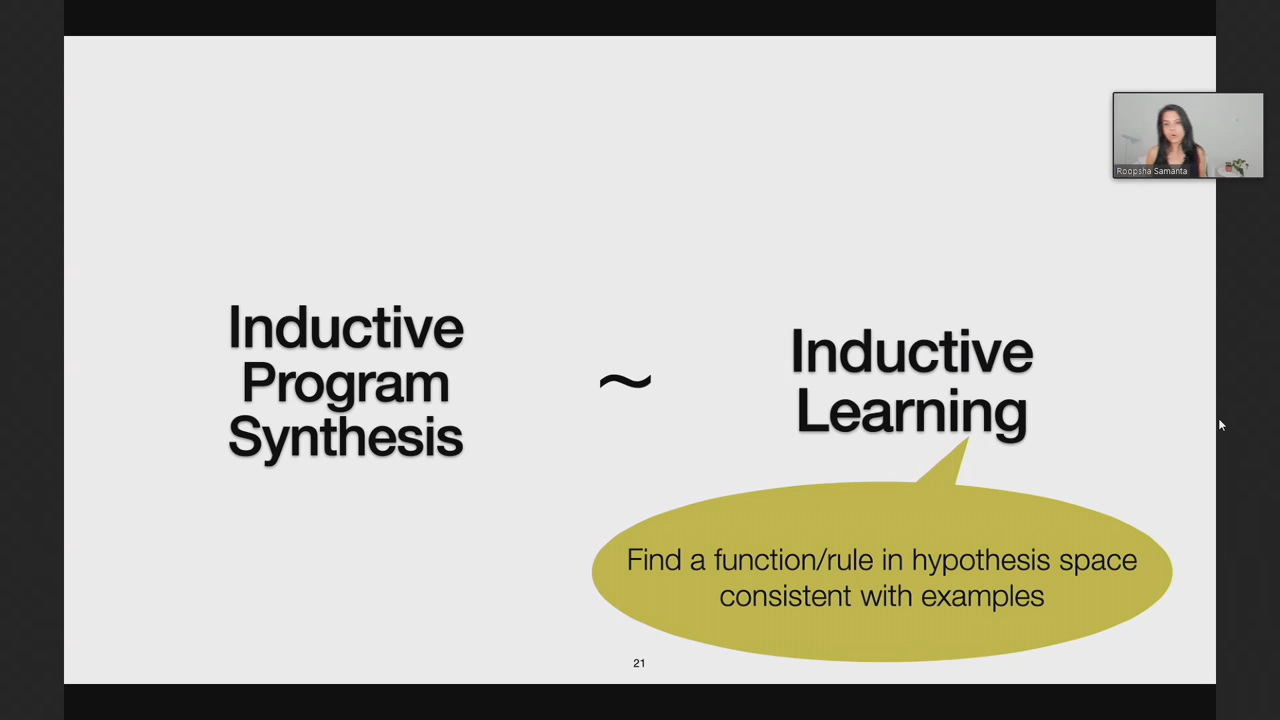 Roopsha Samanta
Inductive
Program
Synthesis
~
Inductive
Learning
Find a function/rule in hypothesis space
consistent with examples
21